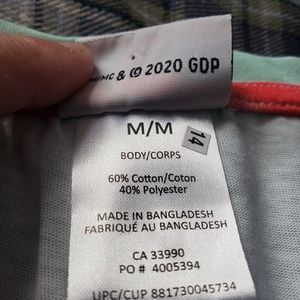 /MC & © 2020 GDP
M/M
14
BODY/CORPS
60% Cotton/Coton
40% Polyester
MADE IN BANGLADESH
FABRIQUÉ AU BANGLADESH
CA 33990
PO # 4005394
UPC/CUP 881730045734